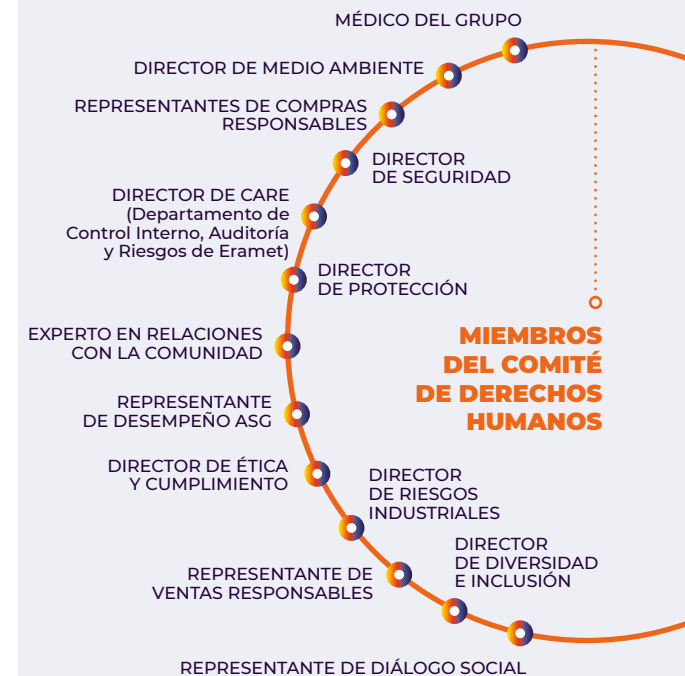 MÉDICO DEL GRUPO
DIRECTOR DE MEDIO AMBIENTE
REPRESENTANTES DE COMPRAS
RESPONSABLES
DIRECTOR
DE SEGURIDAD
DIRECTOR DE CARE
(Departamento de
Control Interno, Auditoría
y Riesgos de Eramet)
DIRECTOR
DE PROTECCIÓN
EXPERTO EN RELACIONES
CON LA COMUNIDAD
MIEMBROS
DEL COMITÉ
DE DERECHOS
HUMANOS
REPRESENTANTE
DE DESEMPEÑO ASG
DIRECTOR DE ÉTICA
Y CUMPLIMIENTO
DIRECTOR
DE RIESGOS
INDUSTRIALES
REPRESENTANTE DE
VENTAS RESPONSABLES
DIRECTOR
DE DIVERSIDAD
E INCLUSIÓN
REPRESENTANTE DE DIÁLOGO SOCIAL